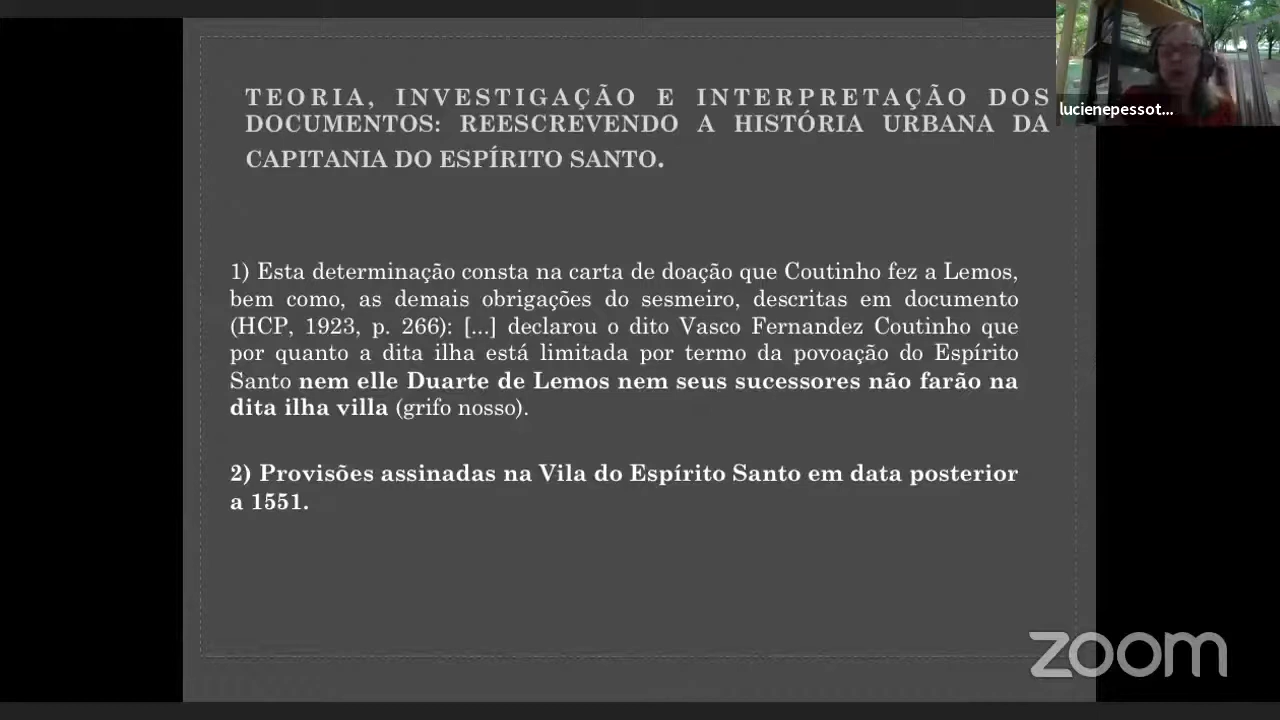 TEORIA, INVESTIGAÇÃO E INTERPRETAÇÃO DOS
DOCUMENTOS: REESCREVENDO A HISTÓRIA URBANA DA
CAPITANIA DO ESPÍRITO SANTO.
lucienepessot...
1) Esta determinação consta na carta de doação que Coutinho fez a Lemos,
bem como, as demais obrigações do sesmeiro, descritas em documento
(HCP, 1923, p. 266): [...] declarou o dito Vasco Fernandez Coutinho que
por quanto a dita ilha está limitada por termo da povoação do Espírito
Santo nem elle Duarte de Lemos nem seus sucessores não farão na
dita ilha villa (grifo nosso).
2) Provisões assinadas na Vila do Espírito Santo em data posterior
a 1551.
zoom